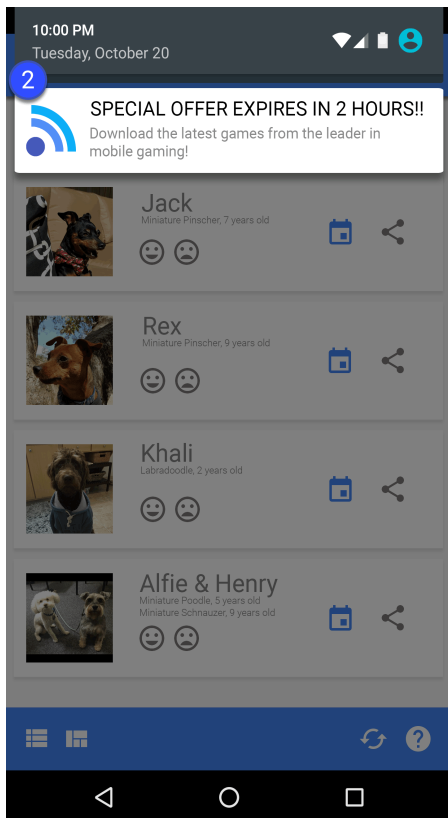 10:00 PM
Tuesday, October 20
2
SPECIAL OFFER EXPIRES IN 2 HOURS!!
Download the latest games from the leader in
mobile gaming!
Jack
Miniature Pinscher, 7 years old
Rex
Miniature Pinscher, 9 years old
Khali
Labradoodle, 2 years old
Alfie & Henry
Miniature Poodle, 5 years old
Miniature Schnauzer, 9 years old
?